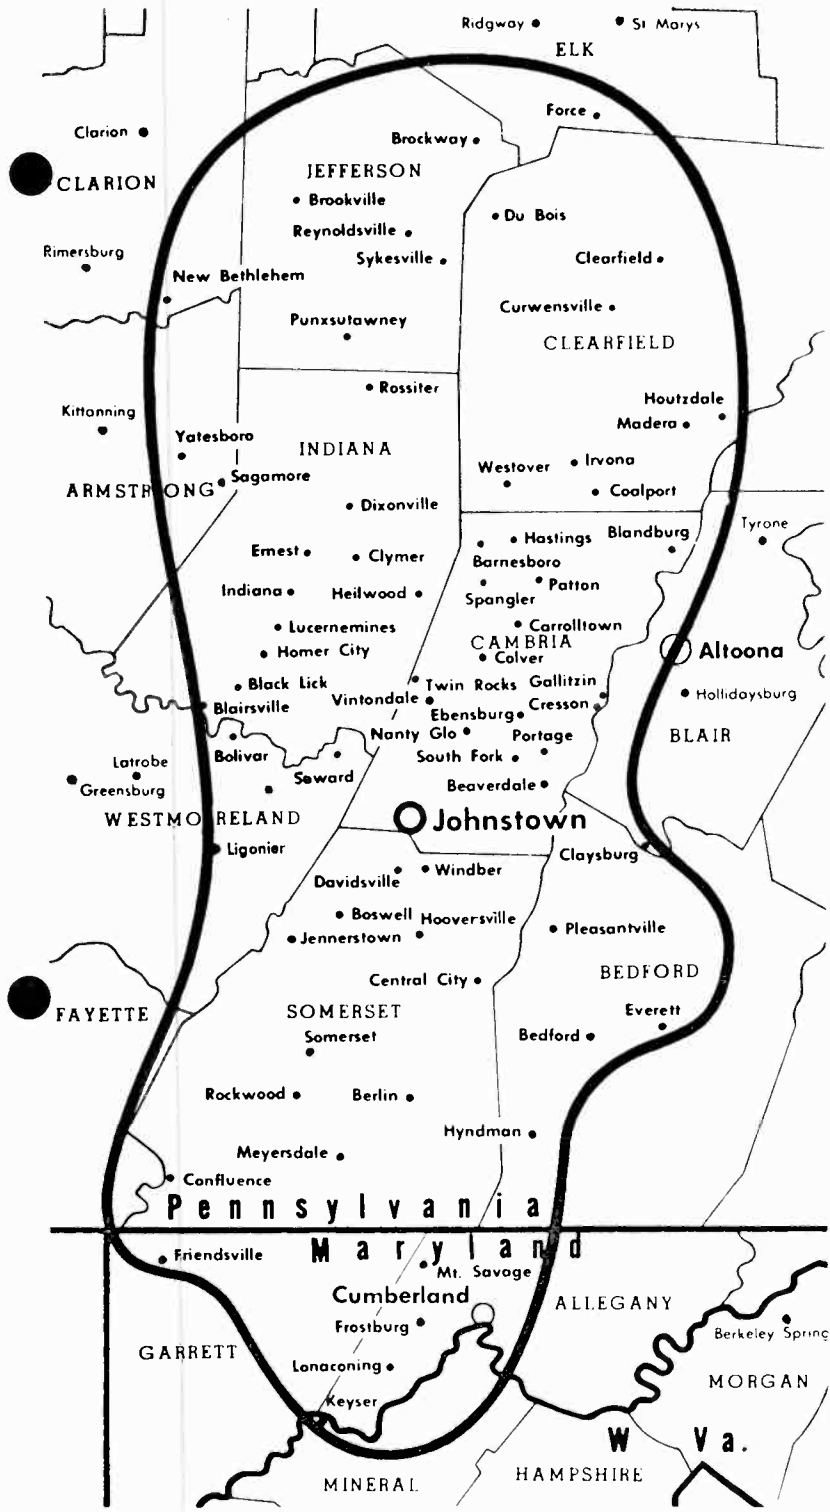 Ridgway
St Marys
ELK
Force
Clarion
Brockway
CLARION
JEFFERSON
Brookville
Du Bois
Reynoldsville
Rimersburg
Sykesville
Clearfield
New Bethlehem
Curwensville
Punxsutawney
CLEARFIELD
Rossiter
Houtzdale
Kittanning
Madera
Yatesboro
INDIANA
Westover
Irvona
Sagamore
ARMSTRONG
Coalport
Dixonville
Tyrone
Hastings
Blandburg
Ernest
Clymer
Barnesboro
Patton
Indiana
Heilwood
Spangler
Lucernemines
Carrolltown
CAMBRIA
Homer City
Colver
Altoona
Black Lick
Twin Rocks
Gallitzin
Vintondale
Hollidaysburg
Blairsville
Ebensburg
Cresson
Nanty Glo
Portage
BLAIR
Bolivar
South Fork
Latrobe
Seward
Greensburg
Beaverdale
WESTMORELAND
Johnstown
Ligonier
Claysburg
Windber
Davidsville
Boswell
Hooversville
Jennerstown
Pleasantville
Central City
BEDFORD
FAYETTE
SOMERSET
Everett
Somerset
Bedford
Rockwood
Berlin
Hyndman
Meyersdale
Confluence
Pennsylvania
Maryland
Friendsville
Mt. Savage
Cumberland
ALLEGANY
Frostburg
Berkeley Spring
GARRETT
Lonaconing
MORGAN
Keyser
W Va.
HAMPSHIRE
MINERAL